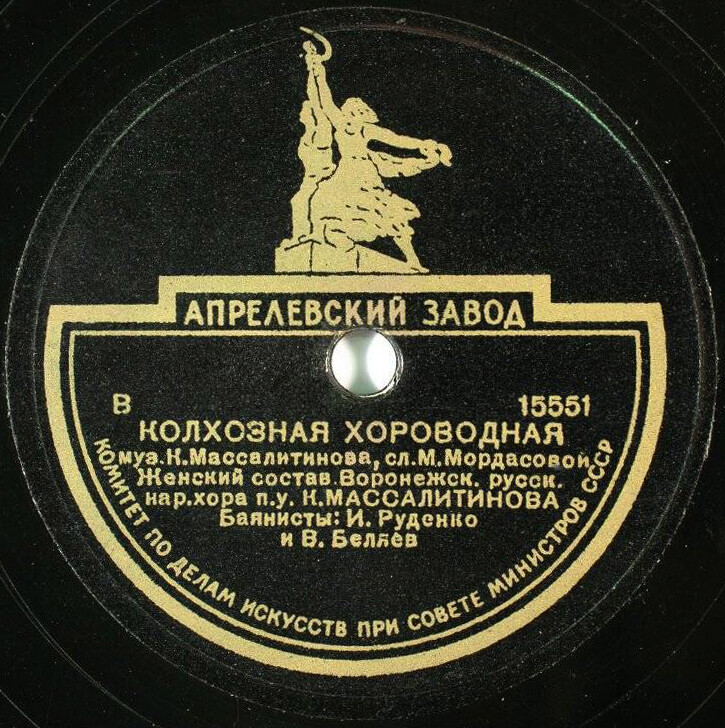 АПРЕЛЕВСКИЙ ЗАВОД
В 15551
КОЛХОЗНАЯ ХОРОВОДНАЯ
муз.К.Массалитинова, сл.М.Мордасовой
Женский состав.Воронежск. русск.
нар.хора п.у. К.МАССАЛИТИНОВА
Баянисты: И. Руденко
и В. Беляев
КОМИТЕТ ПО ДЕЛАМ ИСКУССТВ ПРИ СОВЕТЕ МИНИСТРОВ СССР